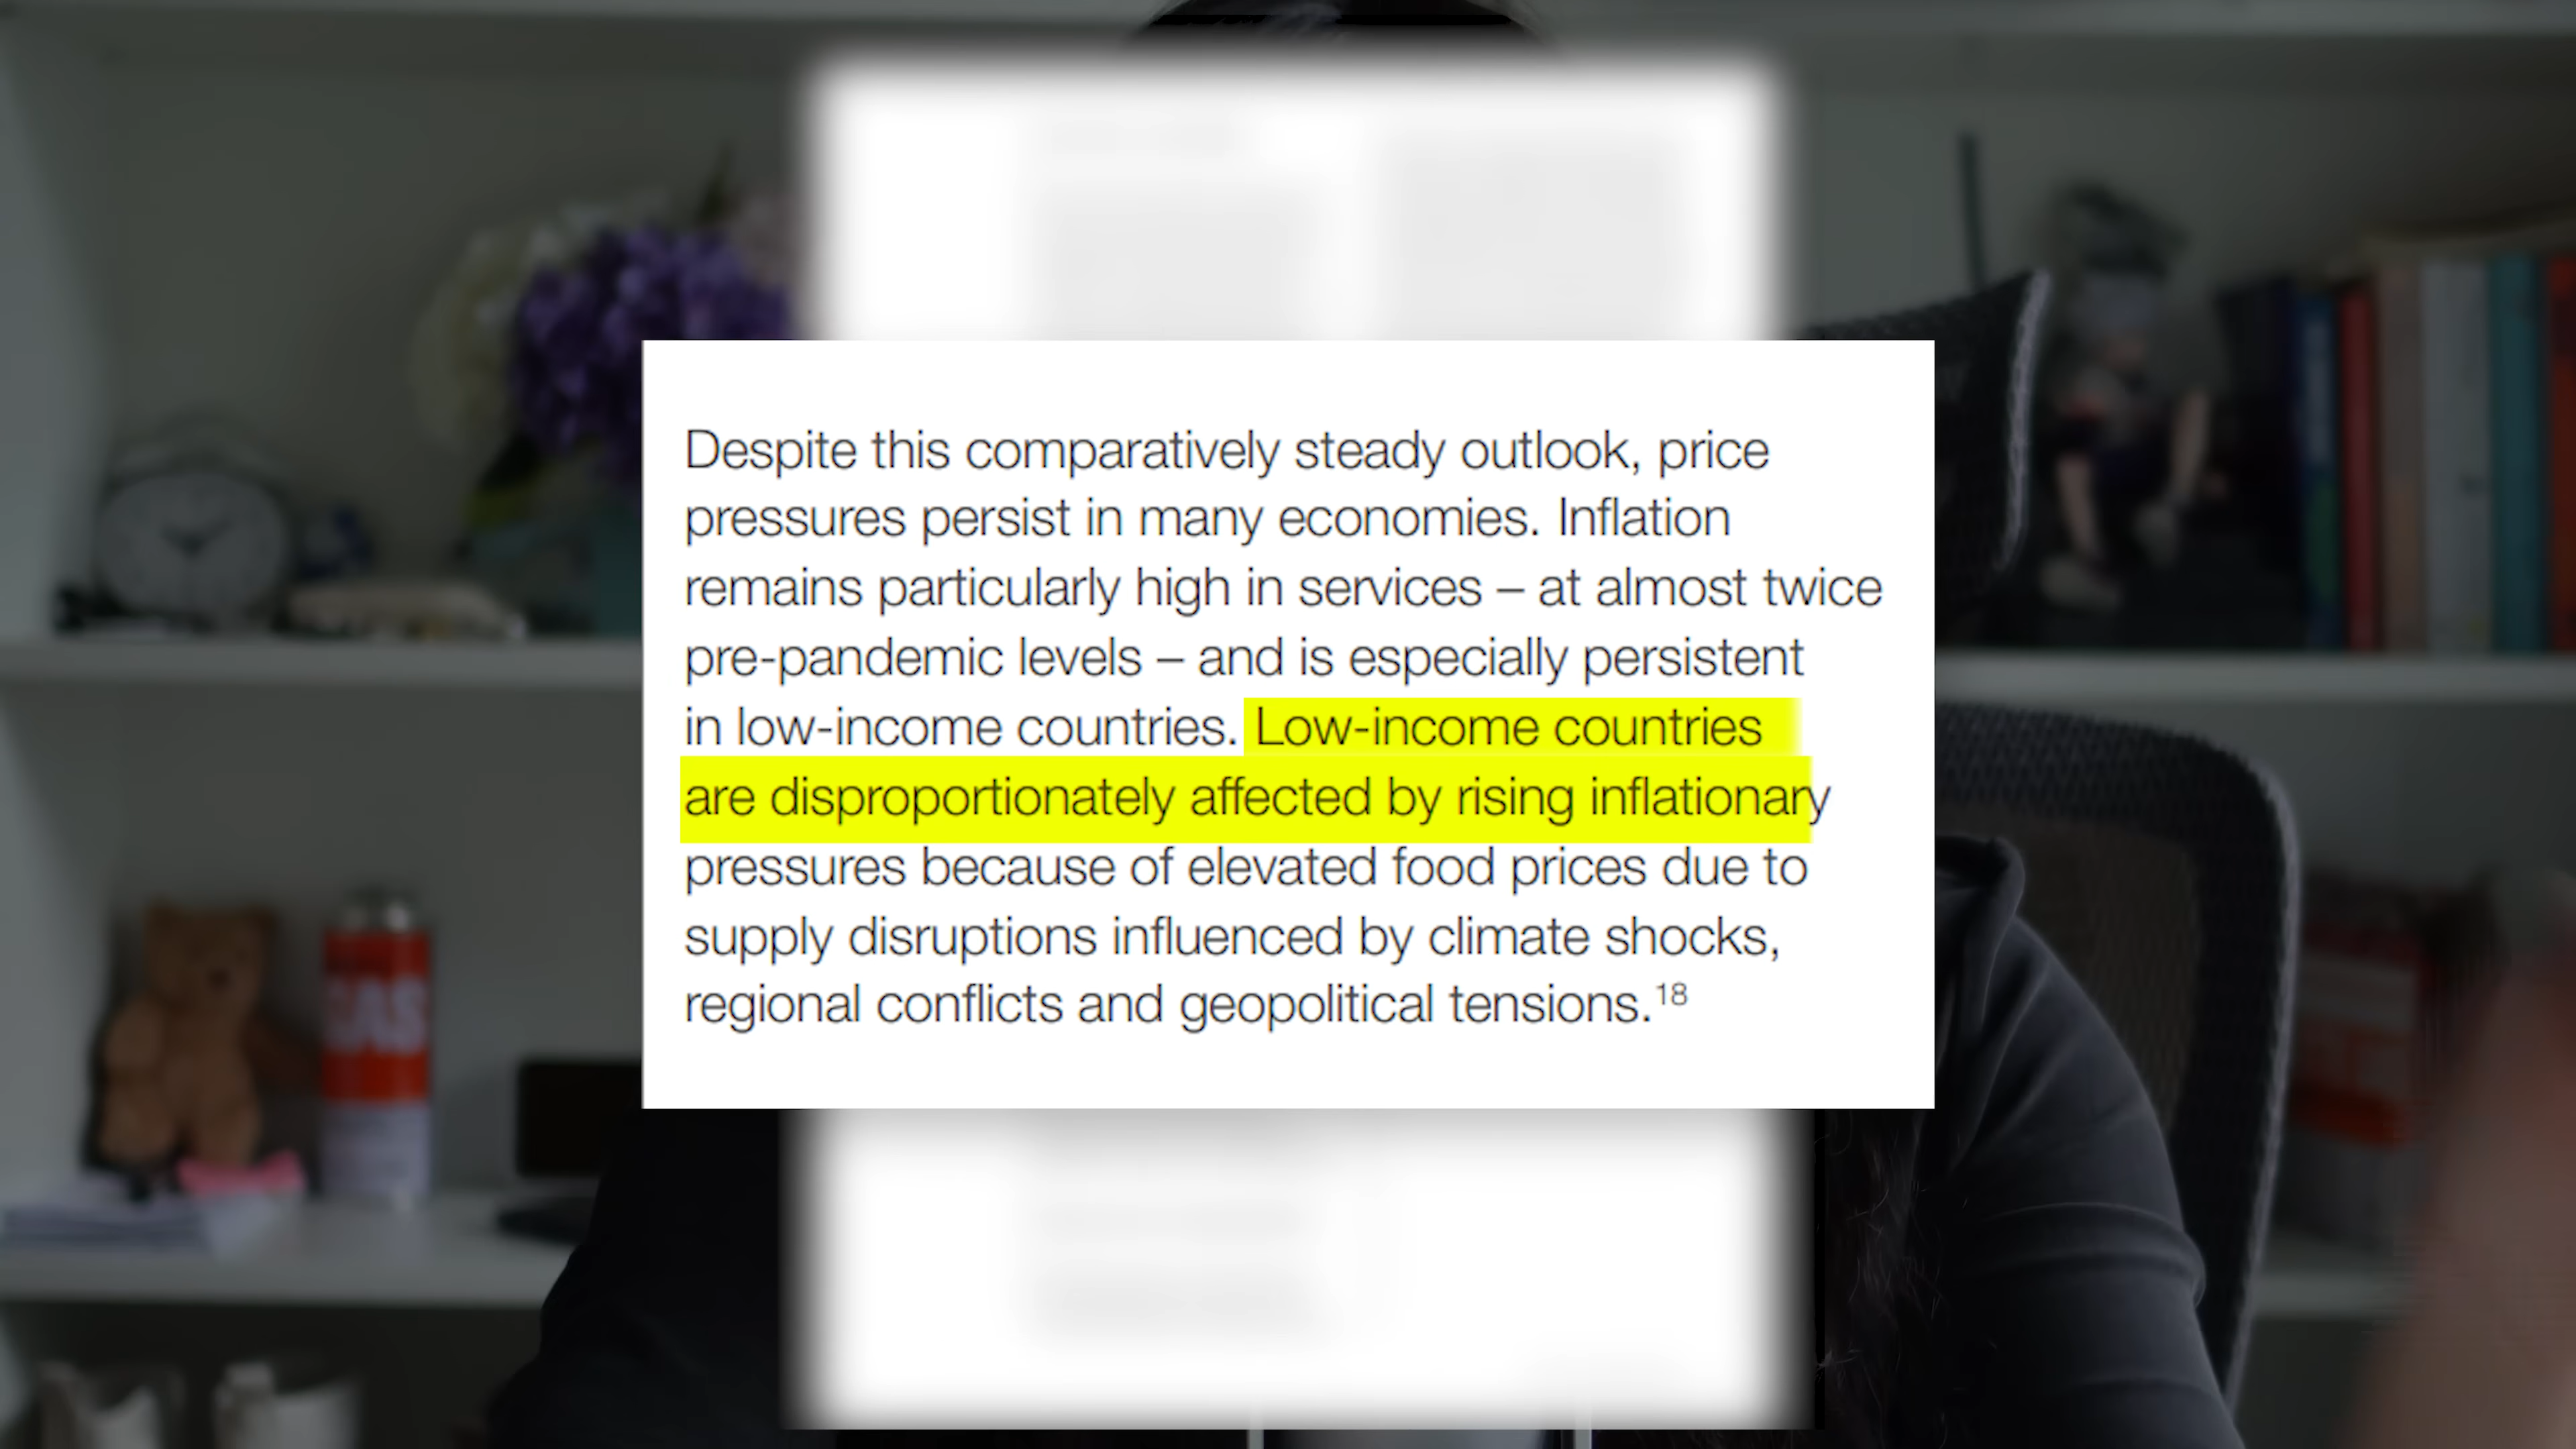 Despite this comparatively steady outlook, price
pressures persist in many economies. Inflation
remains particularly high in services – at almost twice
pre-pandemic levels – and is especially persistent
in low-income countries. Low-income countries
are disproportionately affected by rising inflationary
pressures because of elevated food prices due to
supply disruptions influenced by climate shocks,
regional conflicts and geopolitical tensions.18
GAS